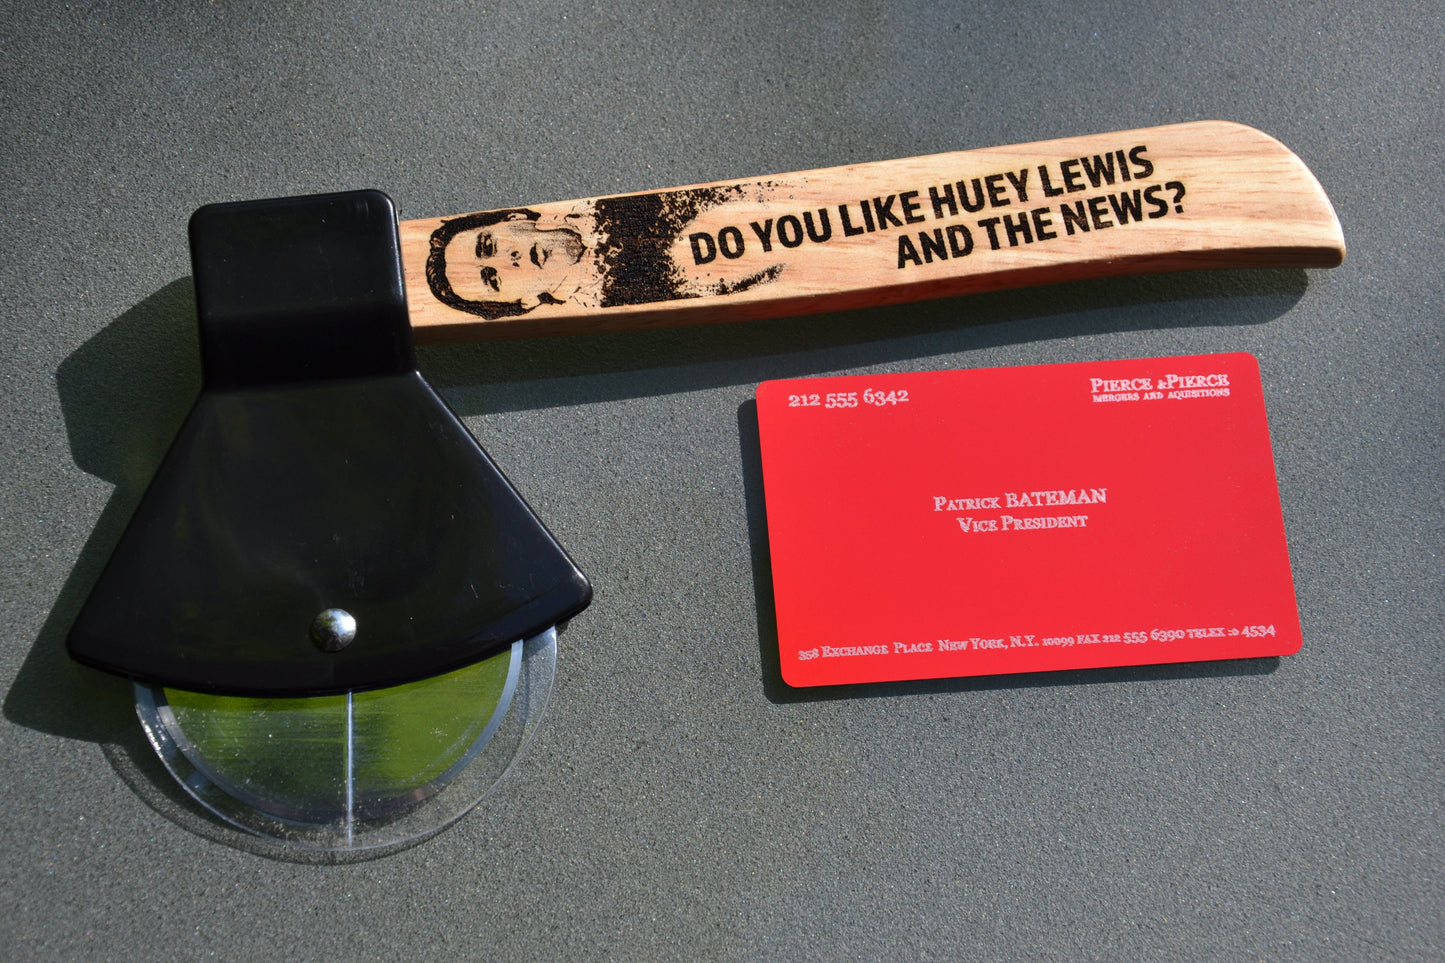 DO YOU LIKE HUEY LEWIS
AND THE NEWS?
212 555 6342
PIERCE & PIERCE
MERGERS AND AQUISITIONS
PATRICK BATEMAN
VICE PRESIDENT
358 EXCHANGE PLACE NEW YORK, N.Y. 10099 FAX 212 555 6390 TELEX 4534